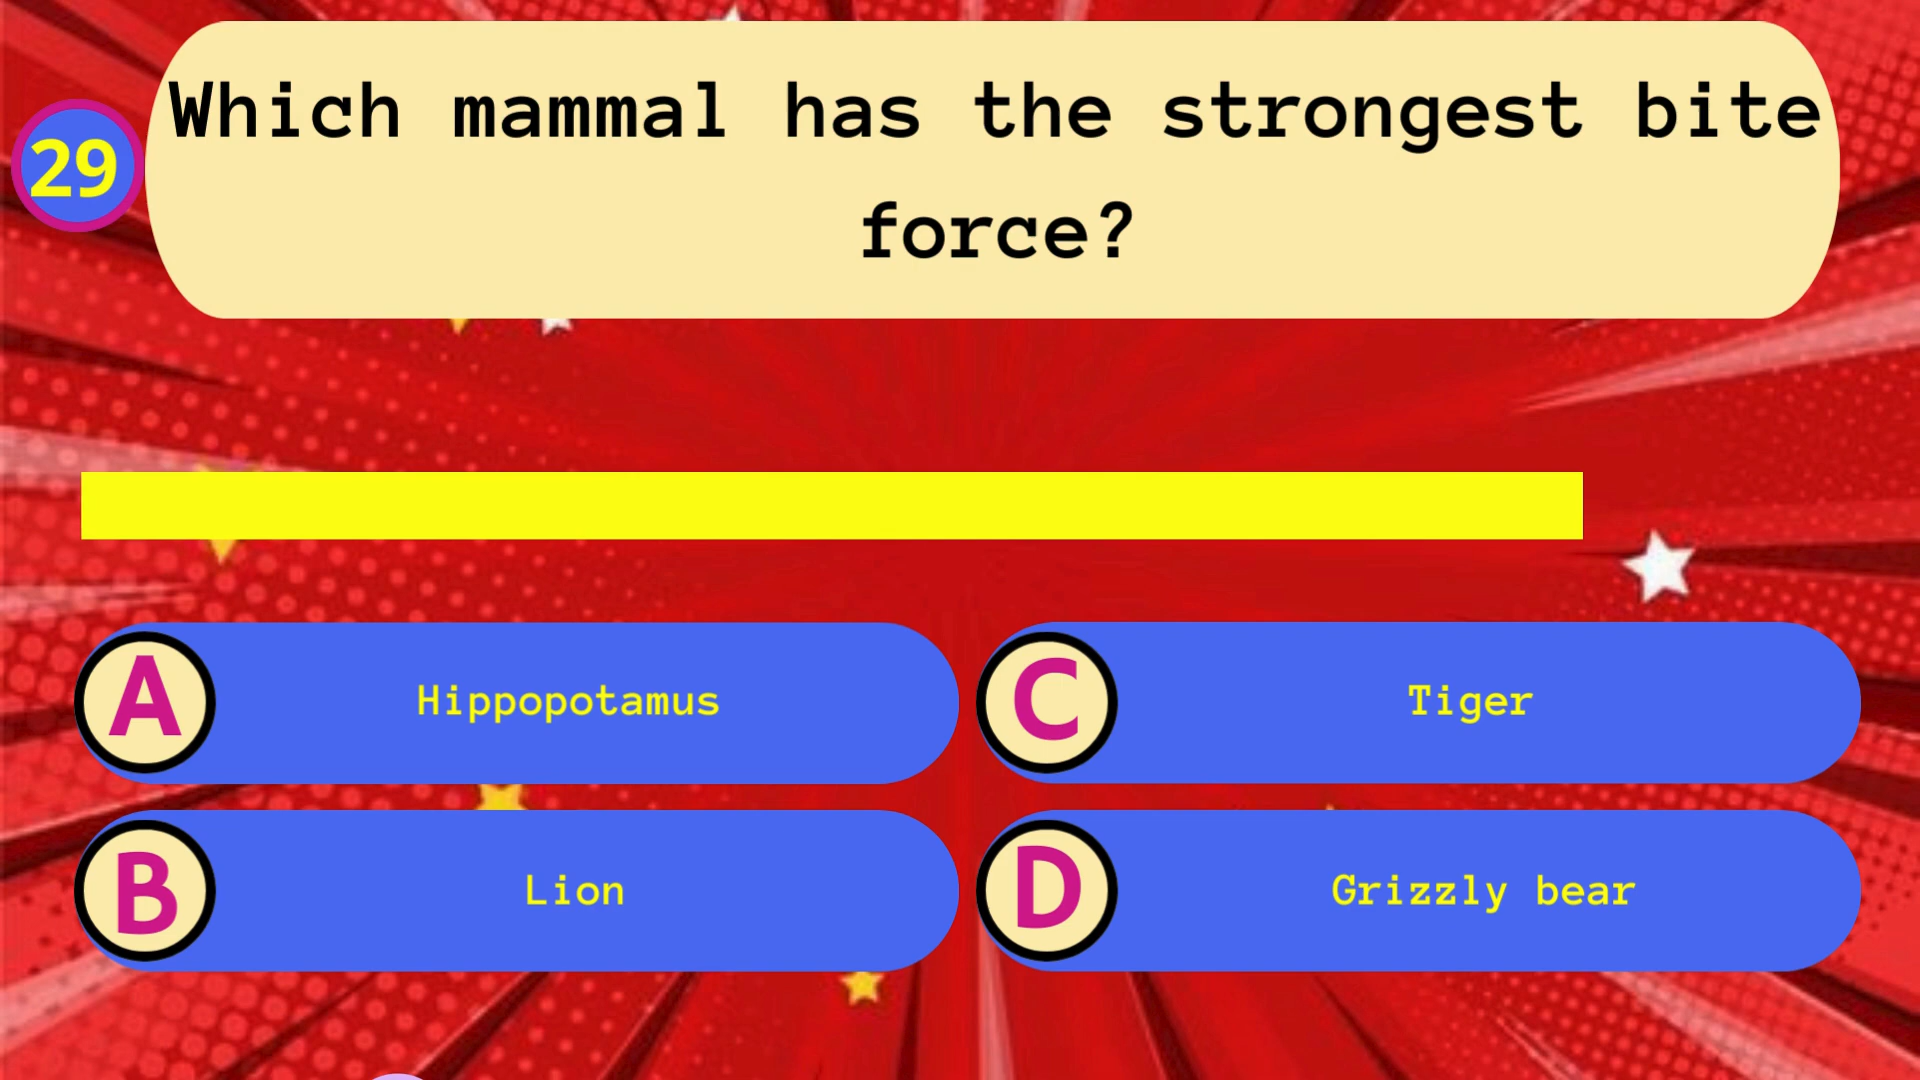 Which mammal has the strongest bite
29
force?
A Hippopotamus
C Tiger
B Lion
D Grizzly bear